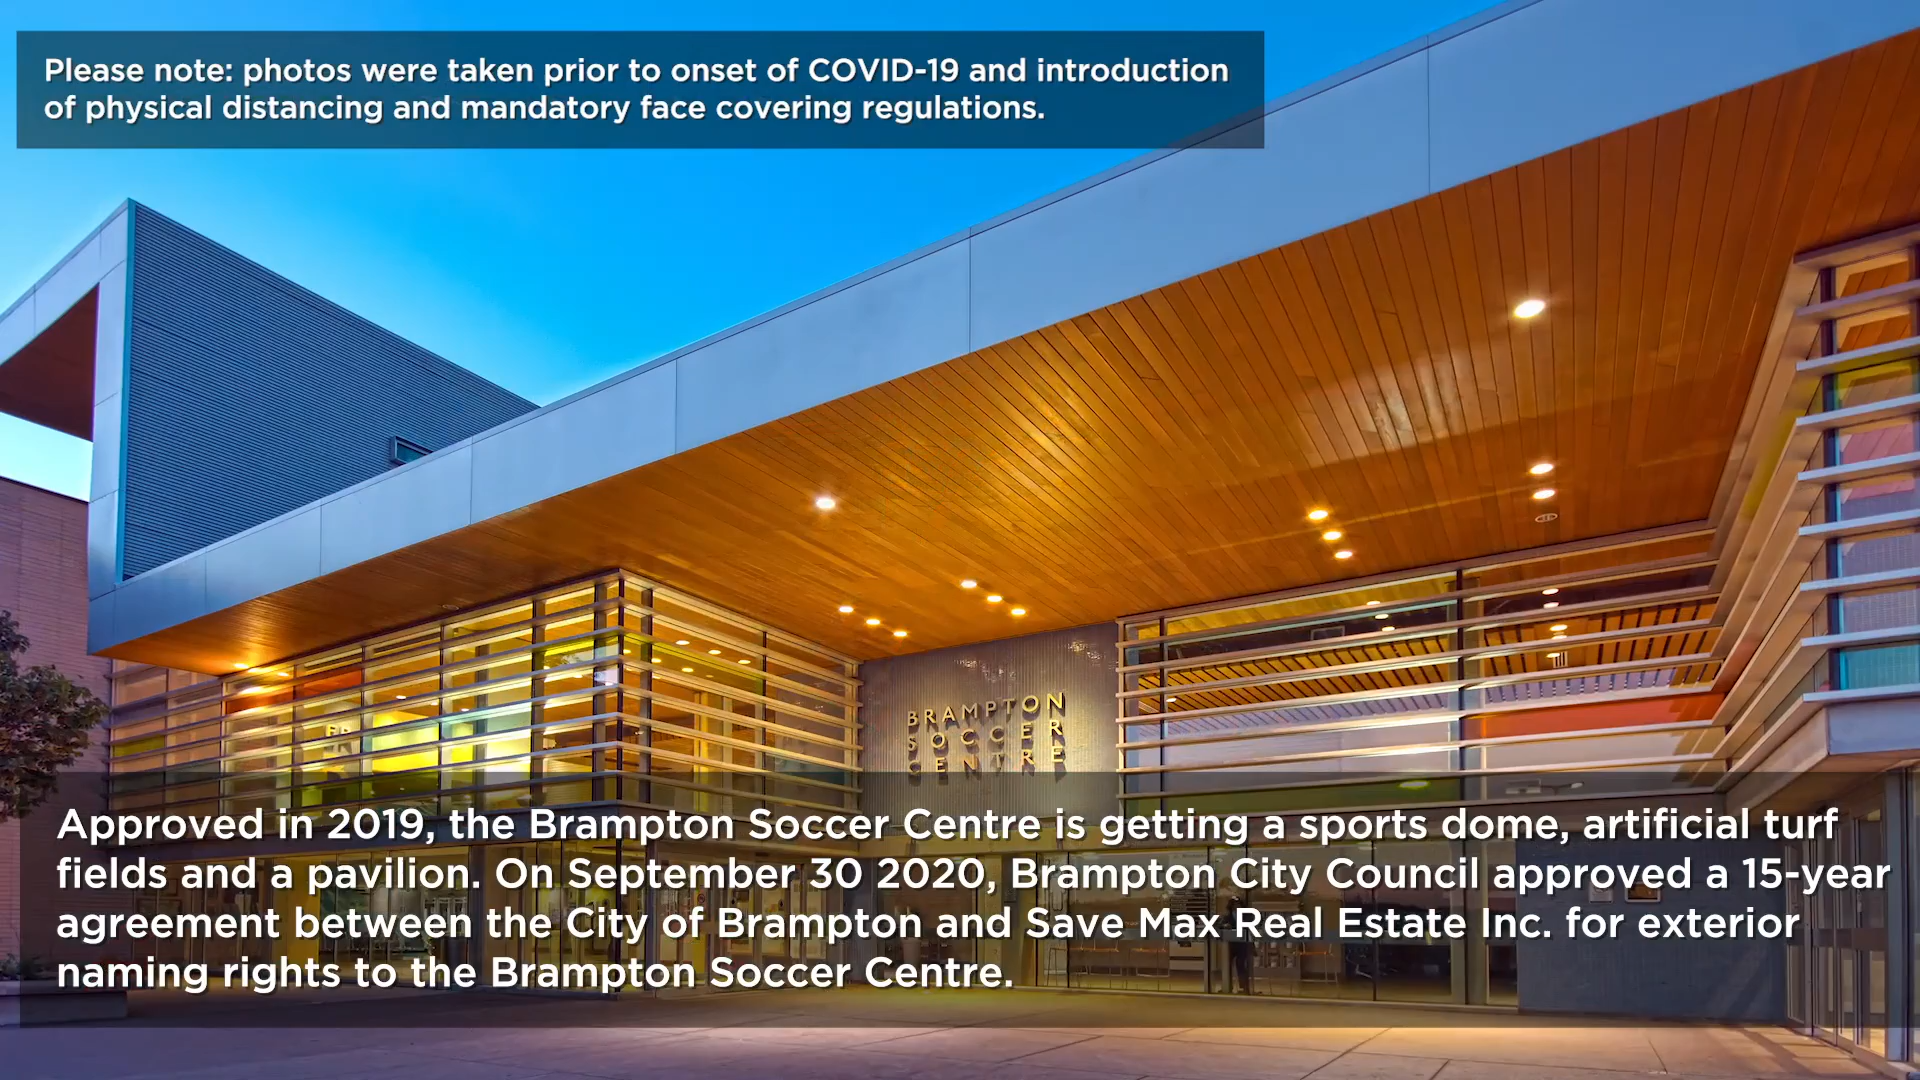 Please note: photos were taken prior to onset of COVID-19 and introduction
of physical distancing and mandatory face covering regulations.
BRAMPTON
SOCCER
CENTRE
Approved in 2019, the Brampton Soccer Centre is getting a sports dome, artificial turf
fields and a pavilion. On September 30 2020, Brampton City Council approved a 15-year
agreement between the City of Brampton and Save Max Real Estate Inc. for exterior
naming rights to the Brampton Soccer Centre.